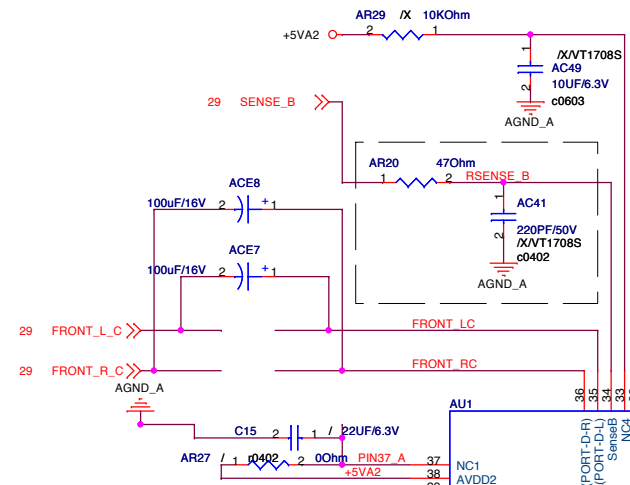 AR29 /X 10KOhm
+5VA2 2 1
/X/VT1708S
1 AC49
10UF/6.3V
2 c0603
AGND_A
29 SENSE_B
AR20 47Ohm
1 2 RSENSE_B
ACE8
100uF/16V 2 + 1
1 AC41
220PF/50V
2 /X/VT1708S
c0402
AGND_A
ACE7
100uF/16V 2 + 1
29 FRONT_L_C FRONT_LC
29 FRONT_R_C FRONT_RC
AGND_A
36 35 34 33
AU1
(PORT-D-R)
(PORT-D-L)
SenseB
NC4
C15 2 1 / 22UF/6.3V
AR27 / r0402 0Ohm PIN37_A 37 NC1
1 2 +5VA2 38 AVDD2